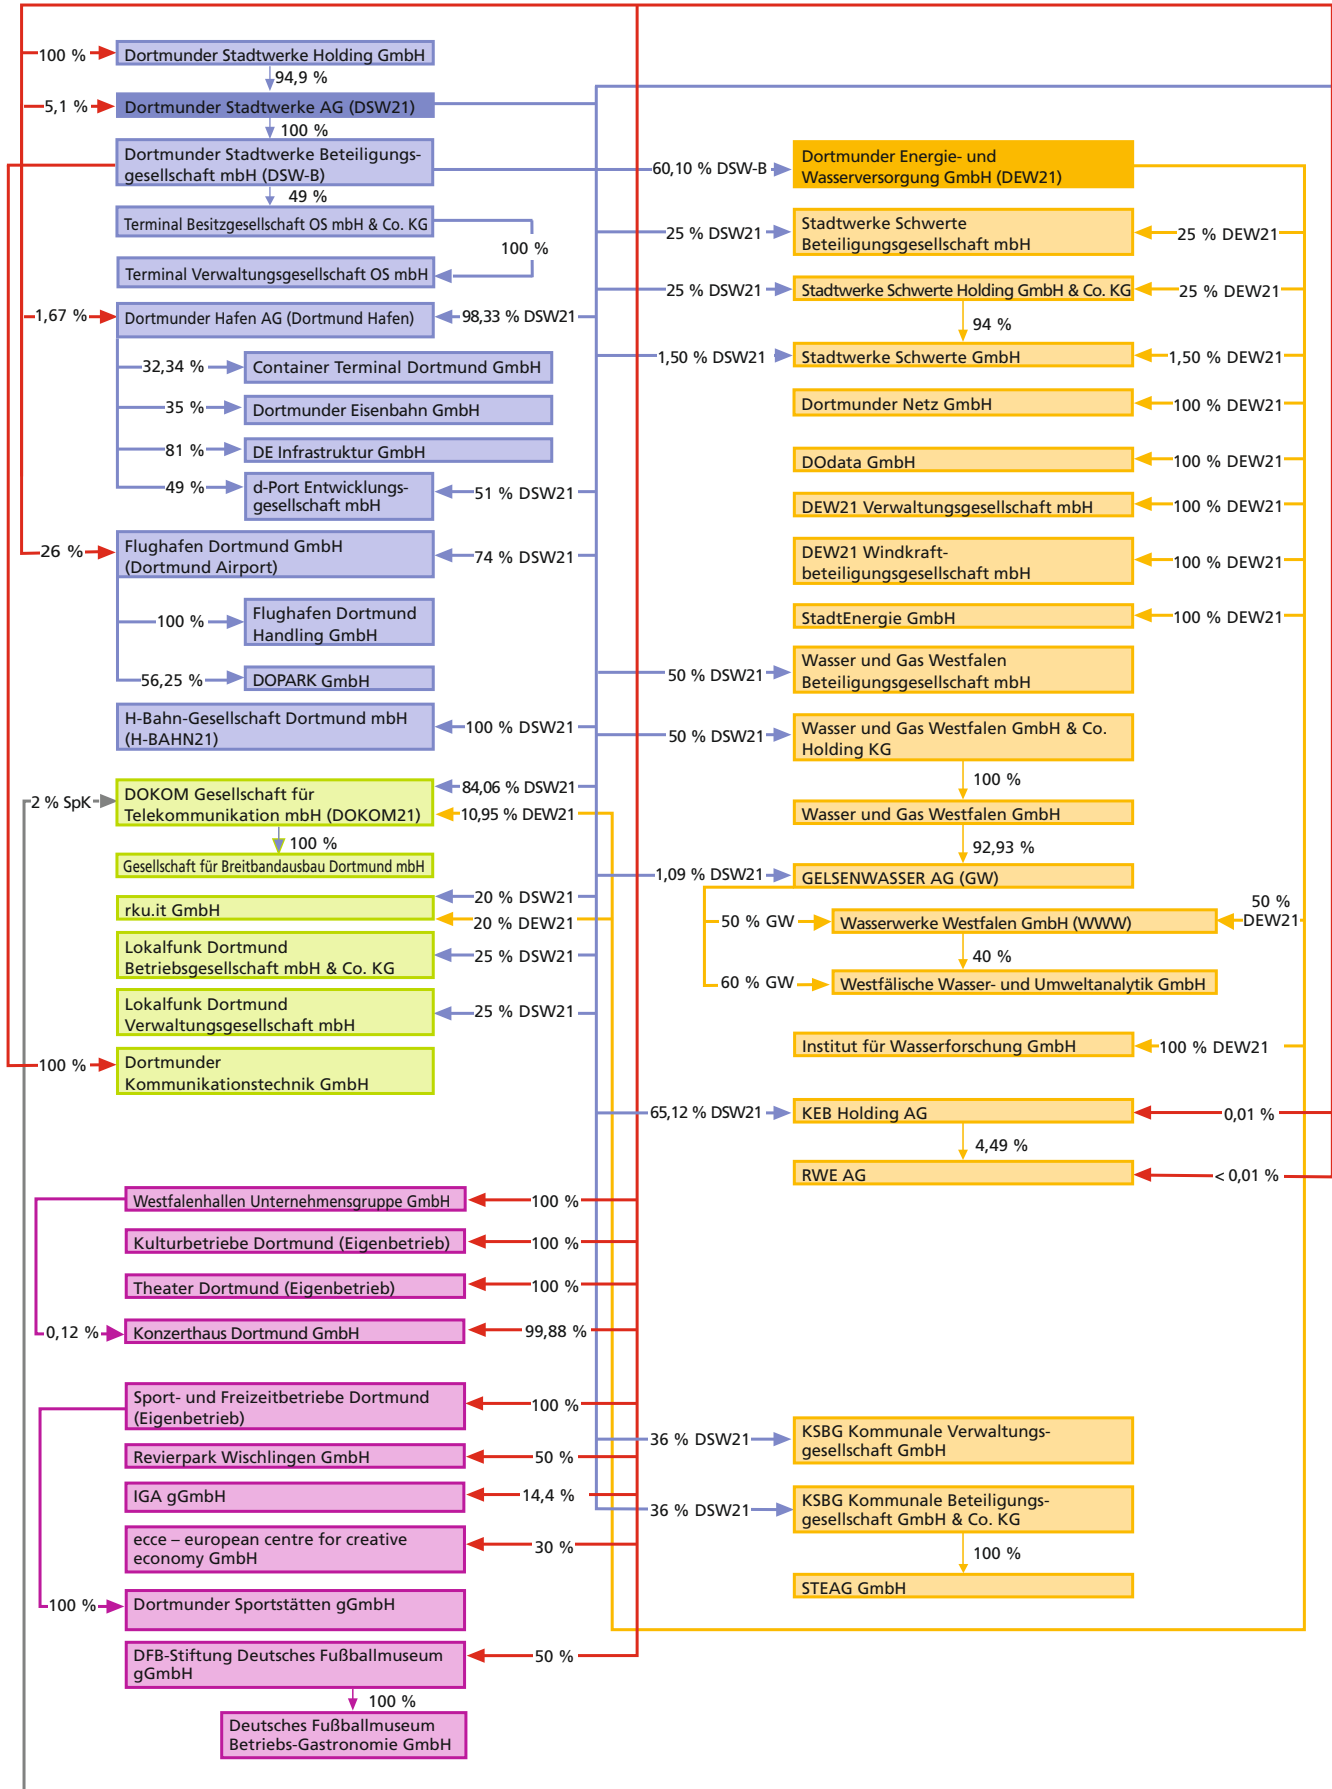 100 %
Dortmunder Stadtwerke Holding GmbH
94,9 %
5,1 %
Dortmunder Stadtwerke AG (DSW21)
100 %
Dortmunder Stadtwerke Beteiligungs-
gesellschaft mbH (DSW-B)
49 %
Terminal Besitzgesellschaft OS mbH & Co. KG
100 %
Terminal Verwaltungsgesellschaft OS mbH
1,67 %
Dortmunder Hafen AG (Dortmund Hafen)
98,33 % DSW21
32,34 %
Container Terminal Dortmund GmbH
35 %
Dortmunder Eisenbahn GmbH
81 %
DE Infrastruktur GmbH
49 %
d-Port Entwicklungs-
gesellschaft mbH
51 % DSW21
26 %
Flughafen Dortmund GmbH
(Dortmund Airport)
74 % DSW21
100 %
Flughafen Dortmund
Handling GmbH
56,25 %
DOPARK GmbH
H-Bahn-Gesellschaft Dortmund mbH
(H-BAHN21)
100 % DSW21
2 % SpK
DOKOM Gesellschaft für
Telekommunikation mbH (DOKOM21)
84,06 % DSW21
10,95 % DEW21
100 %
Gesellschaft für Breitbandausbau Dortmund mbH
rku.it GmbH
20 % DSW21
20 % DEW21
Lokalfunk Dortmund
Betriebsgesellschaft mbH & Co. KG
25 % DSW21
Lokalfunk Dortmund
Verwaltungsgesellschaft mbH
25 % DSW21
100 %
Dortmunder
Kommunikationstechnik GmbH
Westfalenhallen Unternehmensgruppe GmbH
100 %
Kulturbetriebe Dortmund (Eigenbetrieb)
100 %
Theater Dortmund (Eigenbetrieb)
100 %
0,12 %
Konzerthaus Dortmund GmbH
99,88 %
Sport- und Freizeitbetriebe Dortmund
(Eigenbetrieb)
100 %
Revierpark Wischlingen GmbH
50 %
IGA gGmbH
14,4 %
ecce – european centre for creative
economy GmbH
30 %
100 %
Dortmunder Sportstätten gGmbH
DFB-Stiftung Deutsches Fußballmuseum
gGmbH
50 %
100 %
Deutsches Fußballmuseum
Betriebs-Gastronomie GmbH
60,10 % DSW-B
Dortmunder Energie- und
Wasserversorgung GmbH (DEW21)
25 % DSW21
Stadtwerke Schwerte
Beteiligungsgesellschaft mbH
25 % DEW21
25 % DSW21
Stadtwerke Schwerte Holding GmbH & Co. KG
25 % DEW21
94 %
1,50 % DSW21
Stadtwerke Schwerte GmbH
1,50 % DEW21
Dortmunder Netz GmbH
100 % DEW21
DOdata GmbH
100 % DEW21
DEW21 Verwaltungsgesellschaft mbH
100 % DEW21
DEW21 Windkraft-
beteiligungsgesellschaft mbH
100 % DEW21
StadtEnergie GmbH
100 % DEW21
50 % DSW21
Wasser und Gas Westfalen
Beteiligungsgesellschaft mbH
50 % DSW21
Wasser und Gas Westfalen GmbH & Co.
Holding KG
100 %
Wasser und Gas Westfalen GmbH
92,93 %
1,09 % DSW21
GELSENWASSER AG (GW)
50 % GW
Wasserwerke Westfalen GmbH (WWW)
50 %
DEW21
40 %
60 % GW
Westfälische Wasser- und Umweltanalytik GmbH
Institut für Wasserforschung GmbH
100 % DEW21
65,12 % DSW21
KEB Holding AG
0,01 %
4,49 %
RWE AG
< 0,01 %
36 % DSW21
KSBG Kommunale Verwaltungs-
gesellschaft GmbH
36 % DSW21
KSBG Kommunale Beteiligungs-
gesellschaft GmbH & Co. KG
100 %
STEAG GmbH